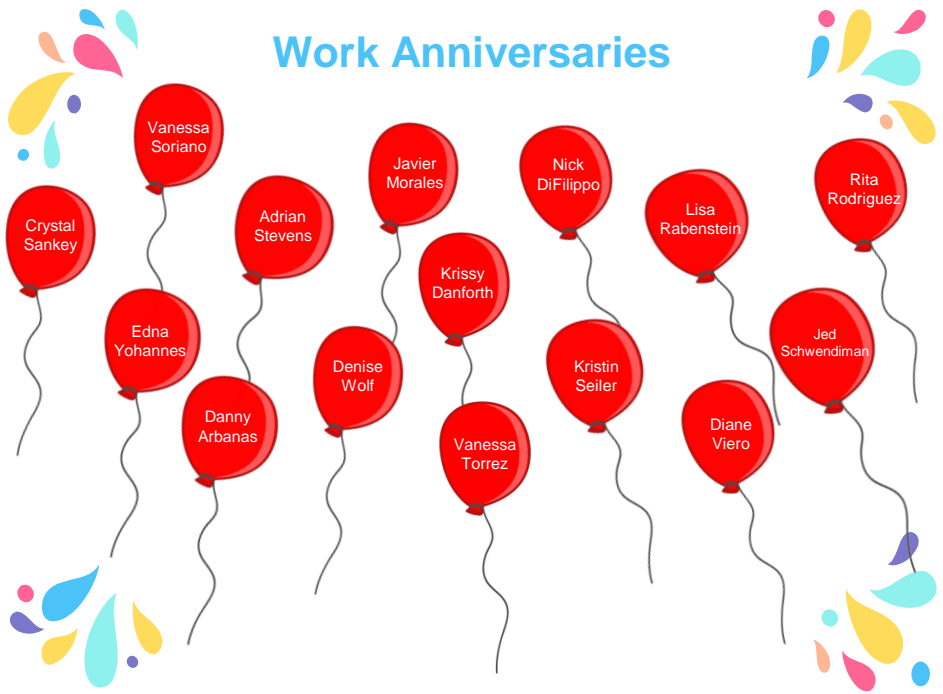 Work Anniversaries
Vanessa
Soriano
Javier
Morales
Nick
DiFilippo
Rita
Rodriguez
Crystal
Sankey
Adrian
Stevens
Lisa
Rabenstein
Krissy
Danforth
Edna
Yohannes
Denise
Wolf
Kristin
Seiler
Jed
Schwendiman
Danny
Arbanas
Vanessa
Torrez
Diane
Viero